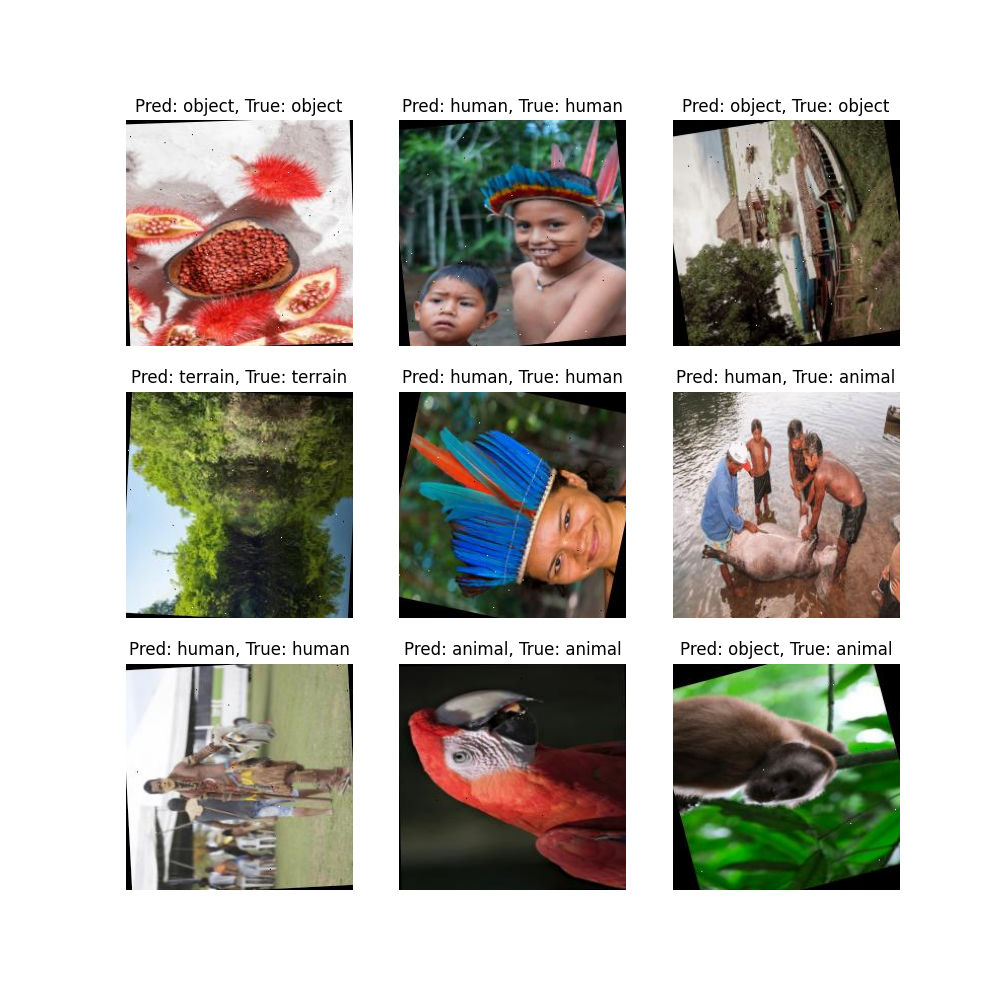 Pred: object, True: object
Pred: human, True: human
Pred: object, True: object
Pred: terrain, True: terrain
Pred: human, True: human
Pred: human, True: animal
Pred: human, True: human
Pred: animal, True: animal
Pred: object, True: animal